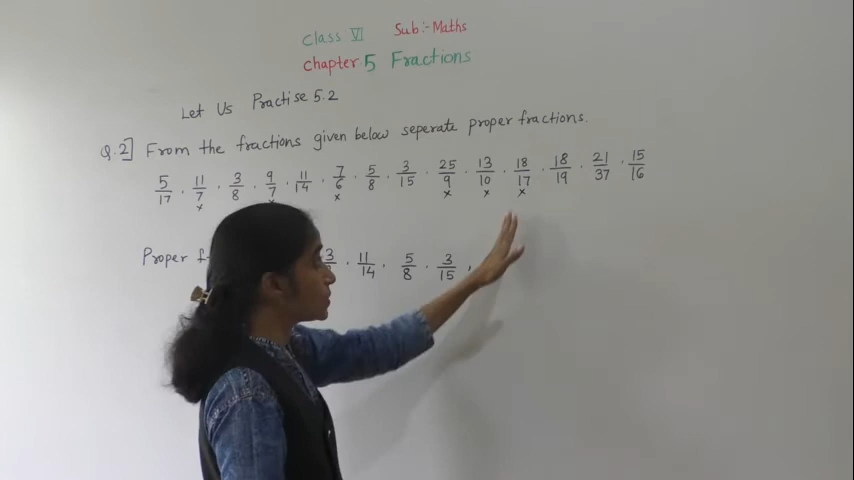 Class VI Sub:- Maths
Chapter 5 Fractions
Let Us Practise 5.2
Q.2] From the fractions given below seperate proper fractions.
5/17 . 11/7 . 3/8 . 9/7 . 11/14 . 7/6 . 5/8 . 3/15 . 25/9 . 13/10 . 18/17 . 18/19 . 21/37 . 15/16
x x x x x x
Proper . 11/14 . 5/8 . 3/15 ,